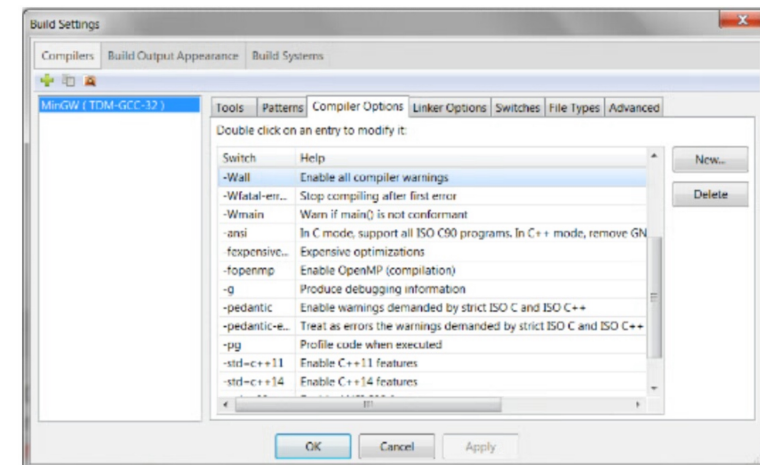 Build Settings
Compilers Build Output Appearance Build Systems
MinGW ( TDM-GCC-32 )
Tools Patterns Compiler Options Linker Options Switches File Types Advanced
Double click on an entry to modify it:
Switch Help
-Wall Enable all compiler warnings
-Wfatal-err... Stop compiling after first error
-Wmain Warn if main() is not conformant
-ansi In C mode, support all ISO C90 programs. In C++ mode, remove GN
-fexpensive... Expensive optimizations
-fopenmp Enable OpenMP (compilation)
-g Produce debugging information
-pedantic Enable warnings demanded by strict ISO C and ISO C++
-pedantic-e... Treat as errors the warnings demanded by strict ISO C and ISO C++
-pg Profile code when executed
-std=c++11 Enable C++11 features
-std=c++14 Enable C++14 features
New...
Delete
OK Cancel Apply